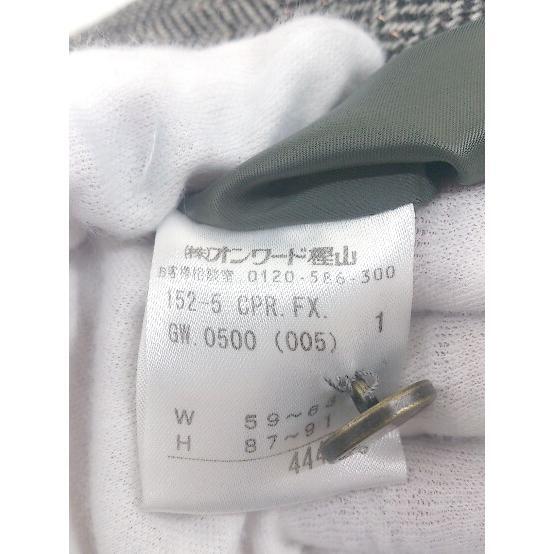 (株)オンワード樫山
お客様相談室 0120-586-300
152-5 CPR.FX.
GW.0500 (005) 1
W 59～
H 87～91